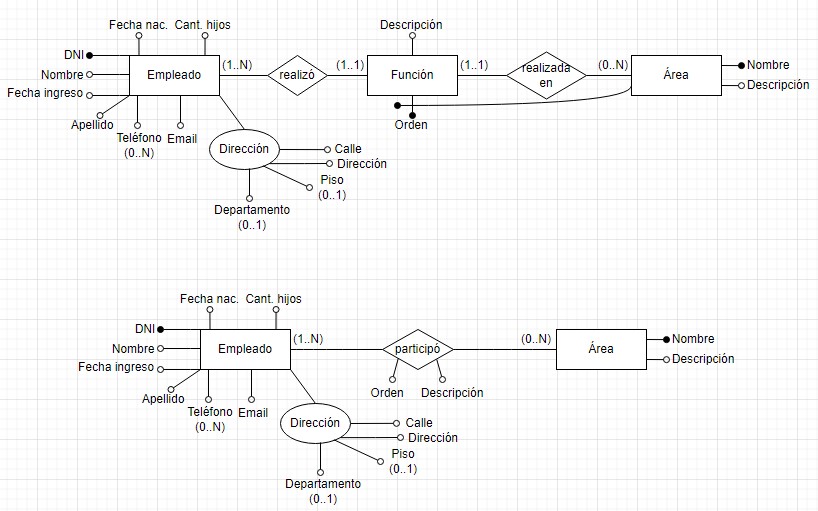 Fecha nac.
Cant. hijos
Descripción
DNI
(1..N)
(1..1)
(1..1)
(0..N)
Nombre
Empleado
realizó
Función
realizada
en
Área
Nombre
Descripción
Fecha ingreso
Apellido
Teléfono
(0..N)
Email
Orden
Dirección
Calle
Dirección
Piso
(0..1)
Departamento
(0..1)
Fecha nac.
Cant. hijos
DNI
(1..N)
(0..N)
Nombre
Nombre
Empleado
participó
Área
Descripción
Fecha ingreso
Apellido
Teléfono
(0..N)
Email
Orden
Descripción
Dirección
Calle
Dirección
Piso
(0..1)
Departamento
(0..1)